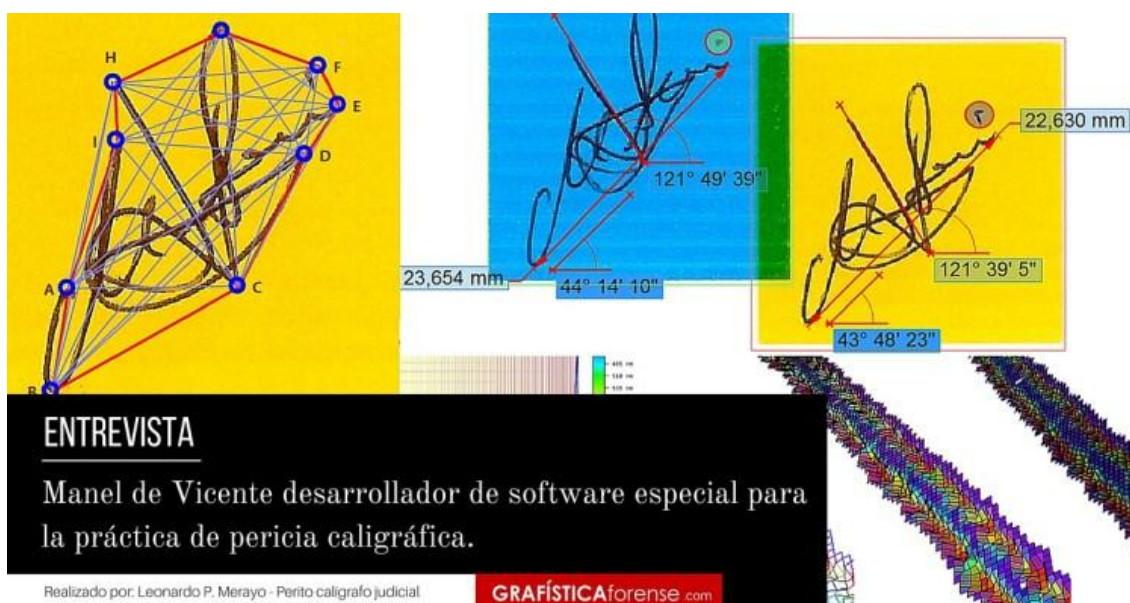 H
F
E
I
D
A
C
B
121° 49' 39"
23,654 mm
44° 14' 10"
22,630 mm
121° 39' 5"
43° 48' 23"
ENTREVISTA
Manel de Vicente desarrollador de software especial para
la práctica de pericia caligráfica.
Realizado por: Leonardo P. Merayo - Perito calígrafo judicial
GRAFÍSTICAforense.com